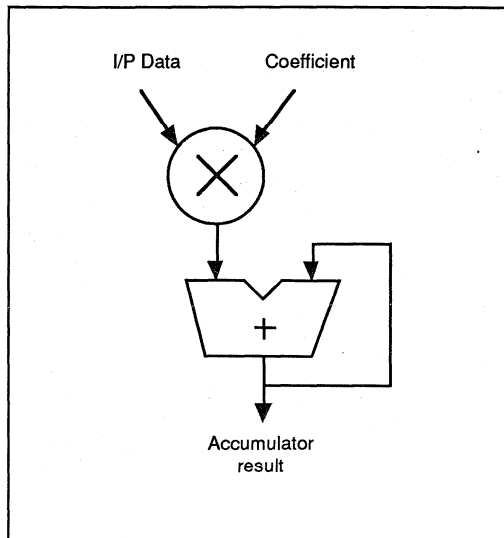 I/P Data
Coefficient
+
Accumulator
result